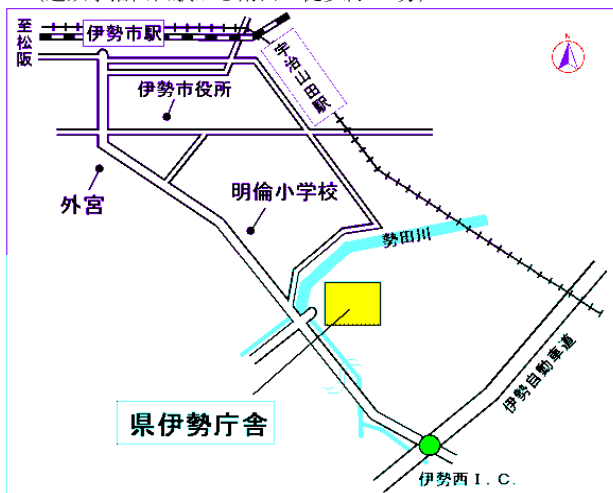 至松阪
伊勢市駅
宇治山田駅
N
伊勢市役所
明倫小学校
外宮
勢田川
伊勢自動車道
県伊勢庁舎
伊勢西I.C.